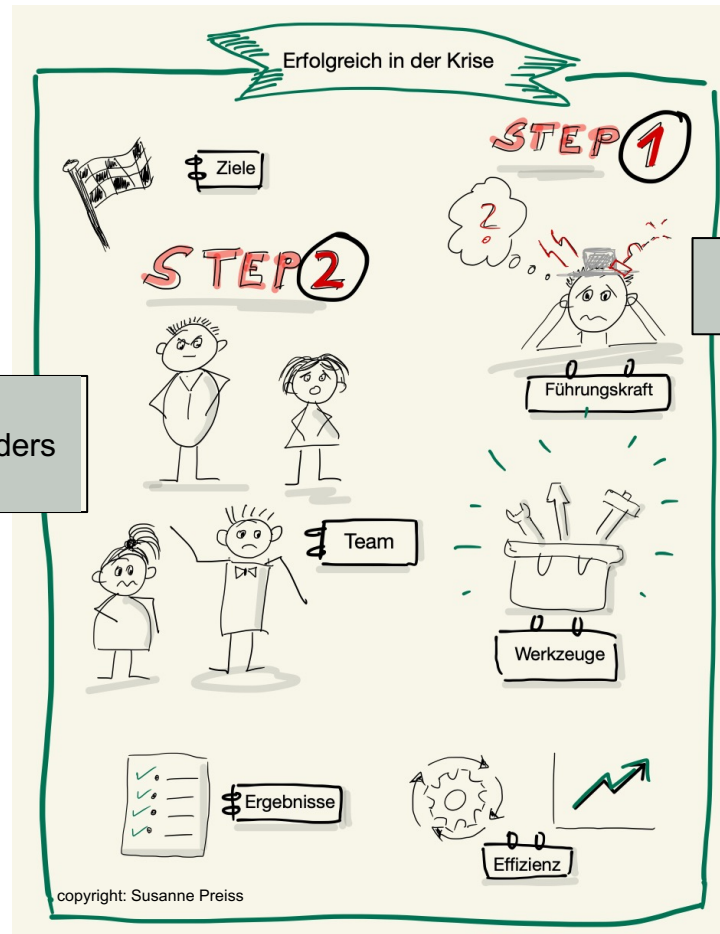 Erfolgreich in der Krise
STEP 1
Ziele
?
STEP 2
Führungskraft
ders
Team
Werkzeuge
Ergebnisse
Effizienz
copyright: Susanne Preiss